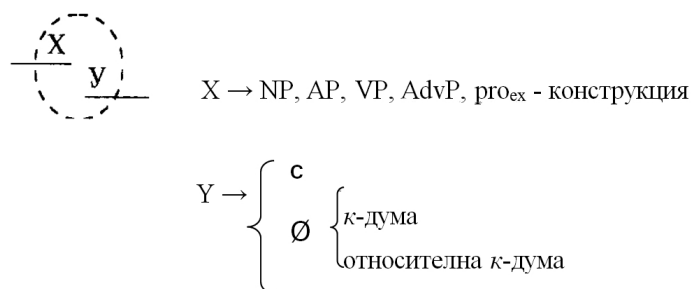 X
y
X → NP, AP, VP, AdvP, pro_ex - конструкция
c
Y →
Ø
к-дума
относителна к-дума